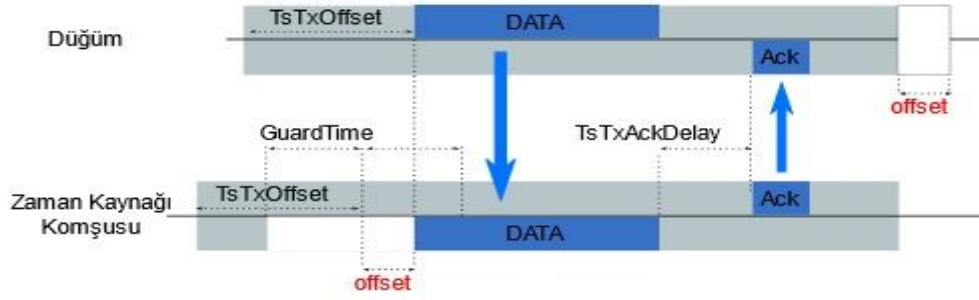 TsTxOffset
DATA
Düğüm
Ack
offset
GuardTime
TsTxAckDelay
Zaman Kaynağı
Komşusu
TsTxOffset
Ack
DATA
offset